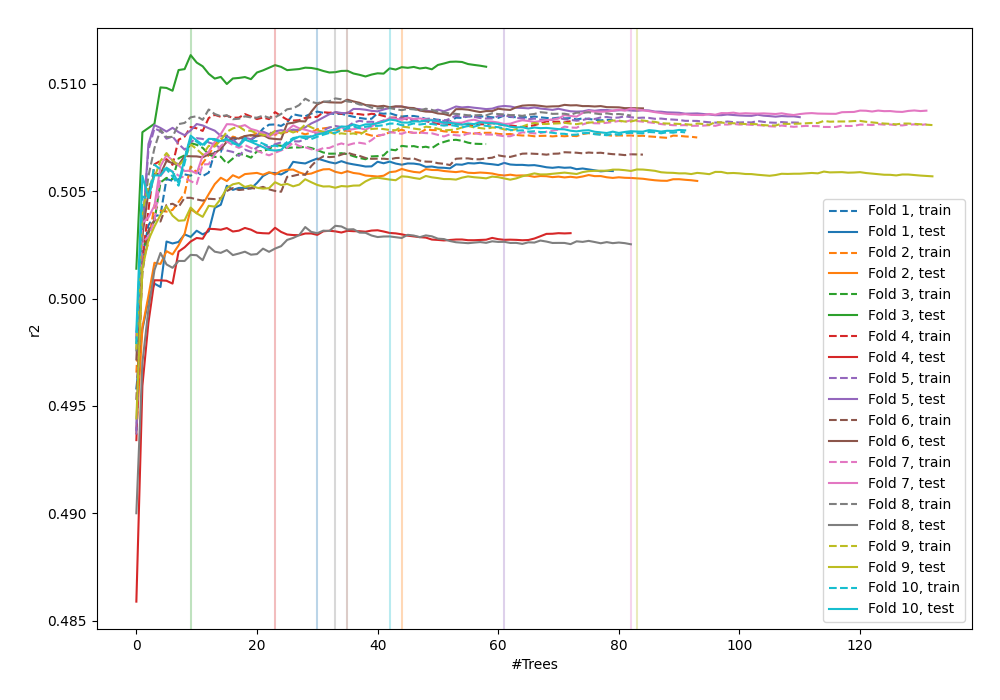 0.510
0.505
0.500
0.495
0.490
0.485
r2
0
20
40
60
80
100
120
#Trees
Fold 1, train
Fold 1, test
Fold 2, train
Fold 2, test
Fold 3, train
Fold 3, test
Fold 4, train
Fold 4, test
Fold 5, train
Fold 5, test
Fold 6, train
Fold 6, test
Fold 7, train
Fold 7, test
Fold 8, train
Fold 8, test
Fold 9, train
Fold 9, test
Fold 10, train
Fold 10, test